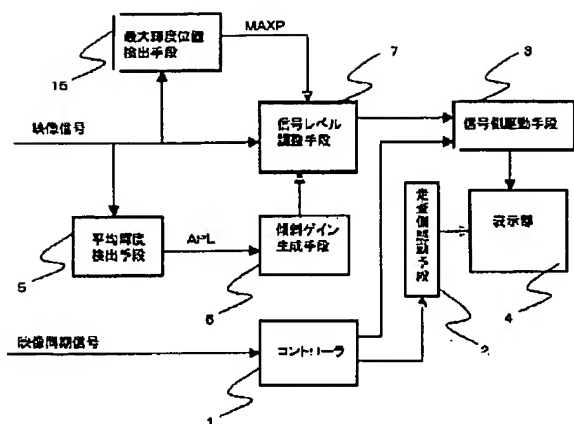 最大輝度位置
検出手段
MAXP
15
7
3
映像信号
信号レベル
調整手段
信号側駆動手段
走査側駆動手段
表示部
平均輝度
検出手段
APL
傾斜ゲイン
生成手段
5
6
4
2
映像同期信号
コントローラ
1